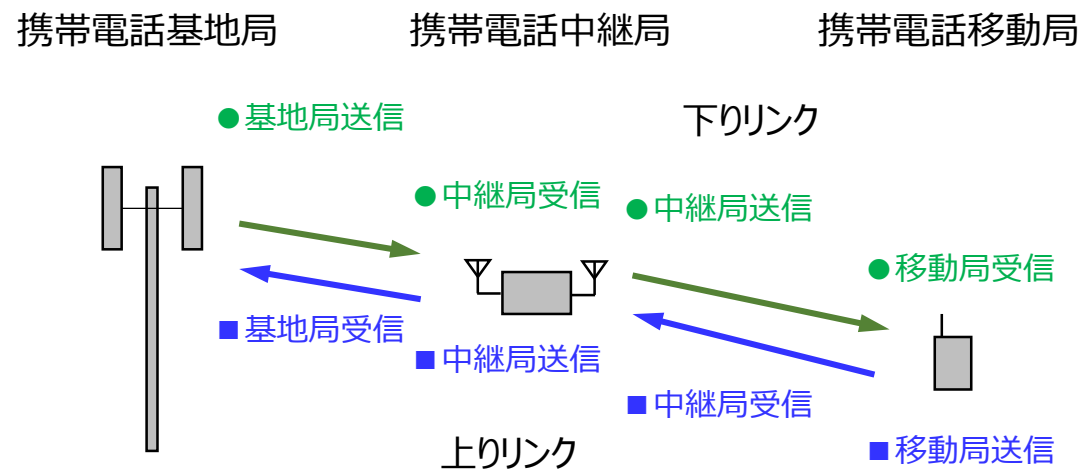 携帯電話基地局
携帯電話中継局
携帯電話移動局
●基地局送信
下りリンク
●中継局受信
●中継局送信
●移動局受信
■基地局受信
■中継局送信
■中継局受信
上りリンク
■移動局送信